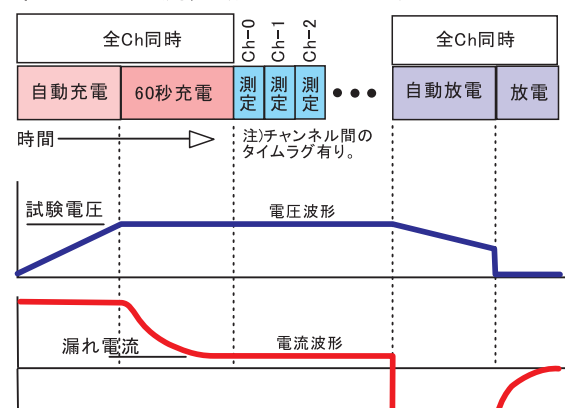 全Ch同時
Ch-0
Ch-1
Ch-2
全Ch同時
自動充電
60秒充電
測定
測定
測定
●●●
自動放電
放電
時間
注)チャンネル間の
タイムラグ有り。
試験電圧
電圧波形
漏れ電流
電流波形